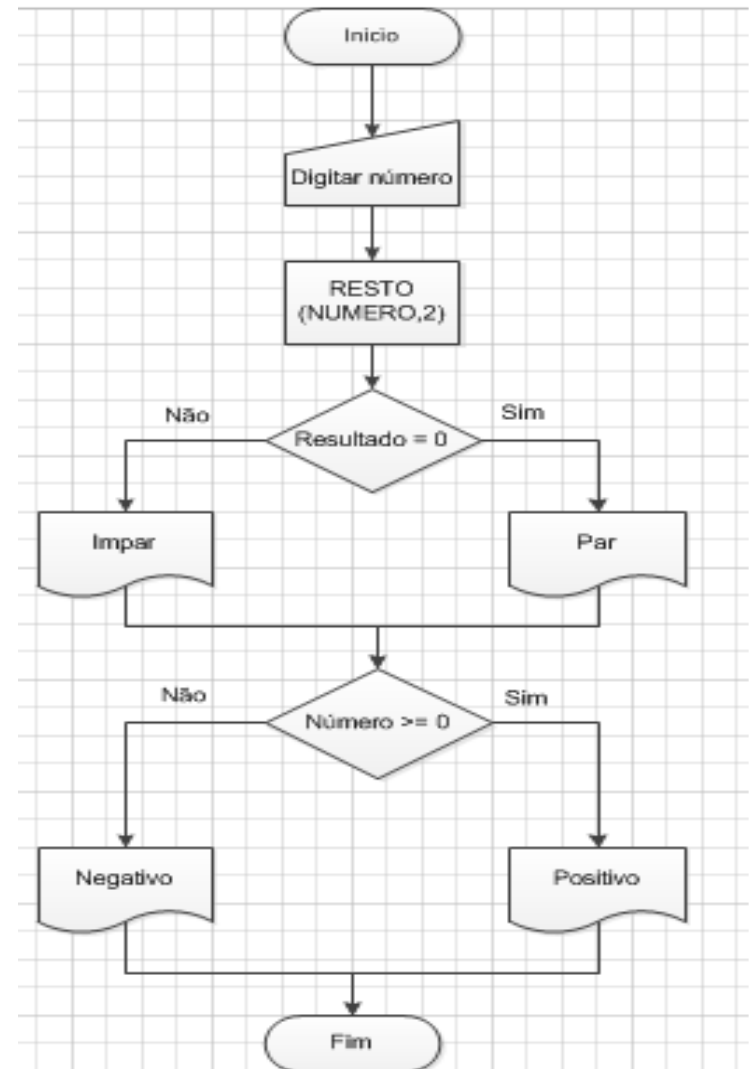 Inicio
Digitar número
RESTO
(NUMERO,2)
Não
Sim
Resultado = 0
Impar
Par
Não
Sim
Número >= 0
Negativo
Positivo
Fim